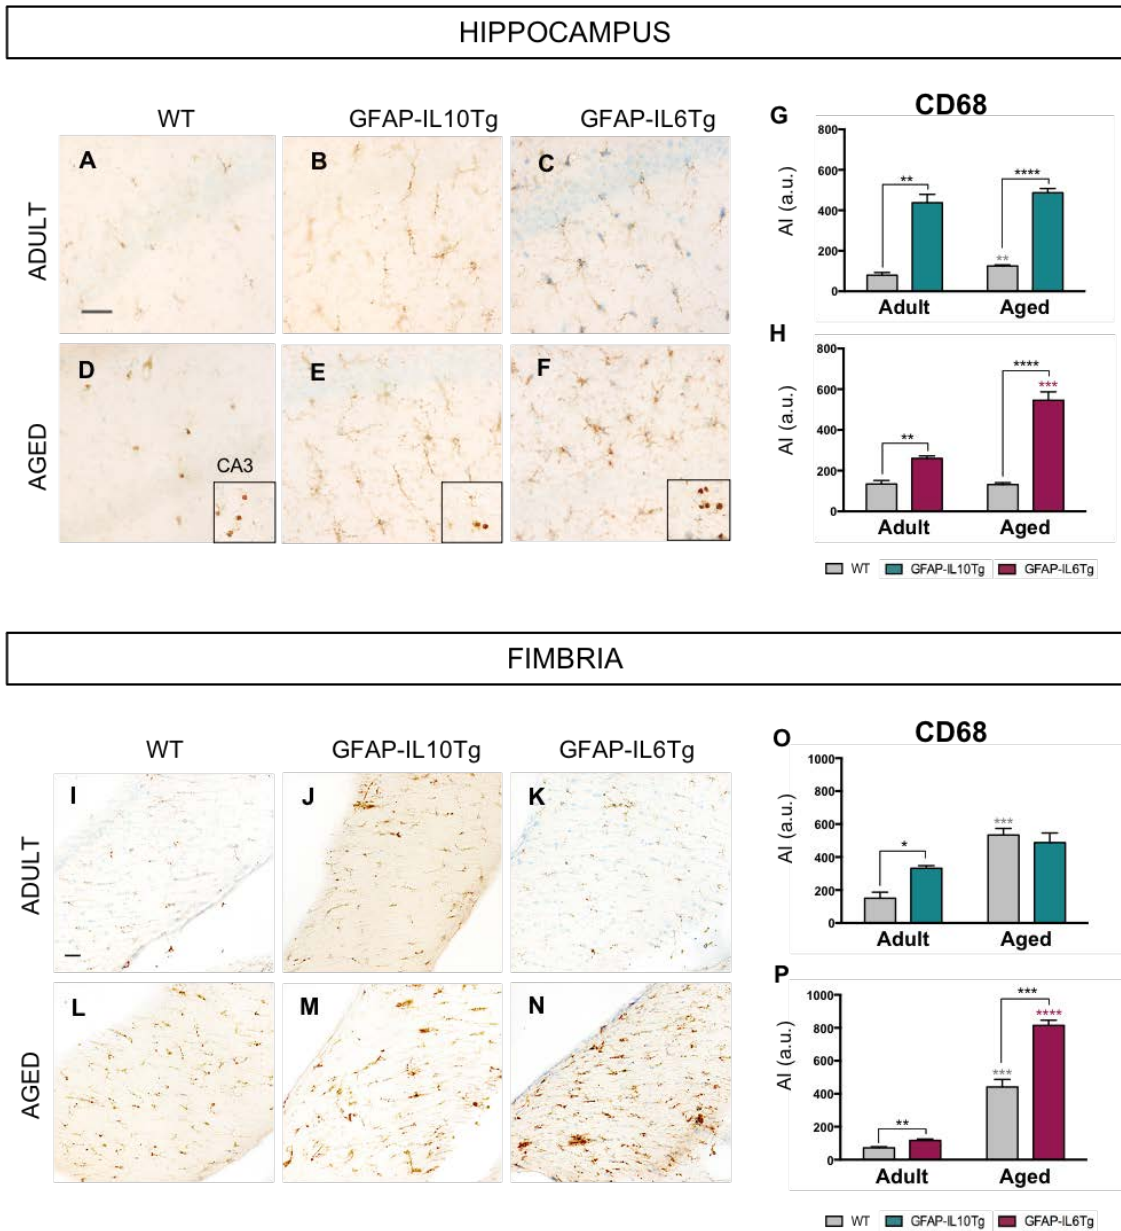 HIPPOCAMPUS
WT GFAP-IL10Tg GFAP-IL6Tg
ADULT
AGED
A
B
C
D
CA3
E
F
G
CD68
AI (a.u.)
800
600
400
200
0
**
****
**
Adult Aged
H
AI (a.u.)
800
600
400
200
0
**
****
***
Adult Aged
WT GFAP-IL10Tg GFAP-IL6Tg
FIMBRIA
WT GFAP-IL10Tg GFAP-IL6Tg
ADULT
AGED
I
J
K
L
M
N
O
CD68
AI (a.u.)
1000
800
600
400
200
0
*
***
Adult Aged
P
AI (a.u.)
1000
800
600
400
200
0
**
***
***
****
Adult Aged
WT GFAP-IL10Tg GFAP-IL6Tg